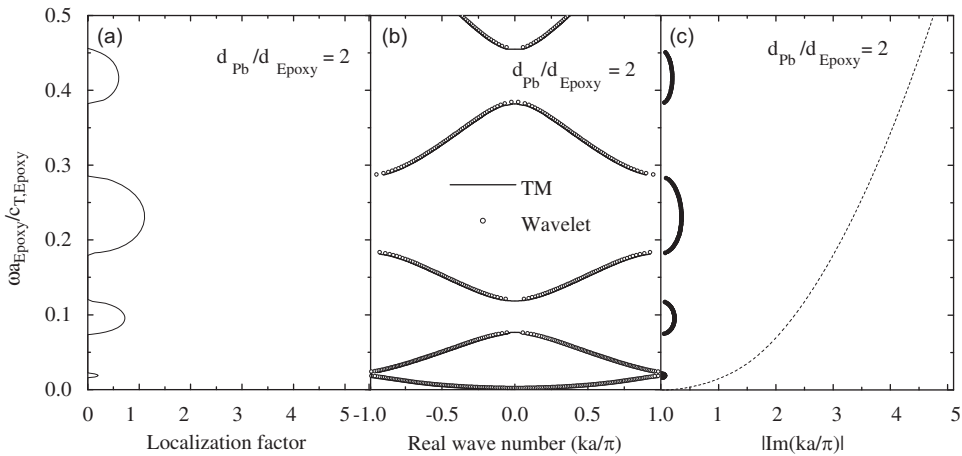 (a)
(b)
(c)
d_Pb/d_Epoxy = 2
d_Pb/d_Epoxy = 2
d_Pb/d_Epoxy = 2
0.5
0.4
0.3
0.2
0.1
0.0
ωa_Epoxy/c_T,Epoxy
TM
Wavelet
0 1 2 3 4 5
-1.0 -0.5 0.0 0.5 1.0
1 2 3 4 5
Localization factor
Real wave number (ka/π)
|Im(ka/π)|